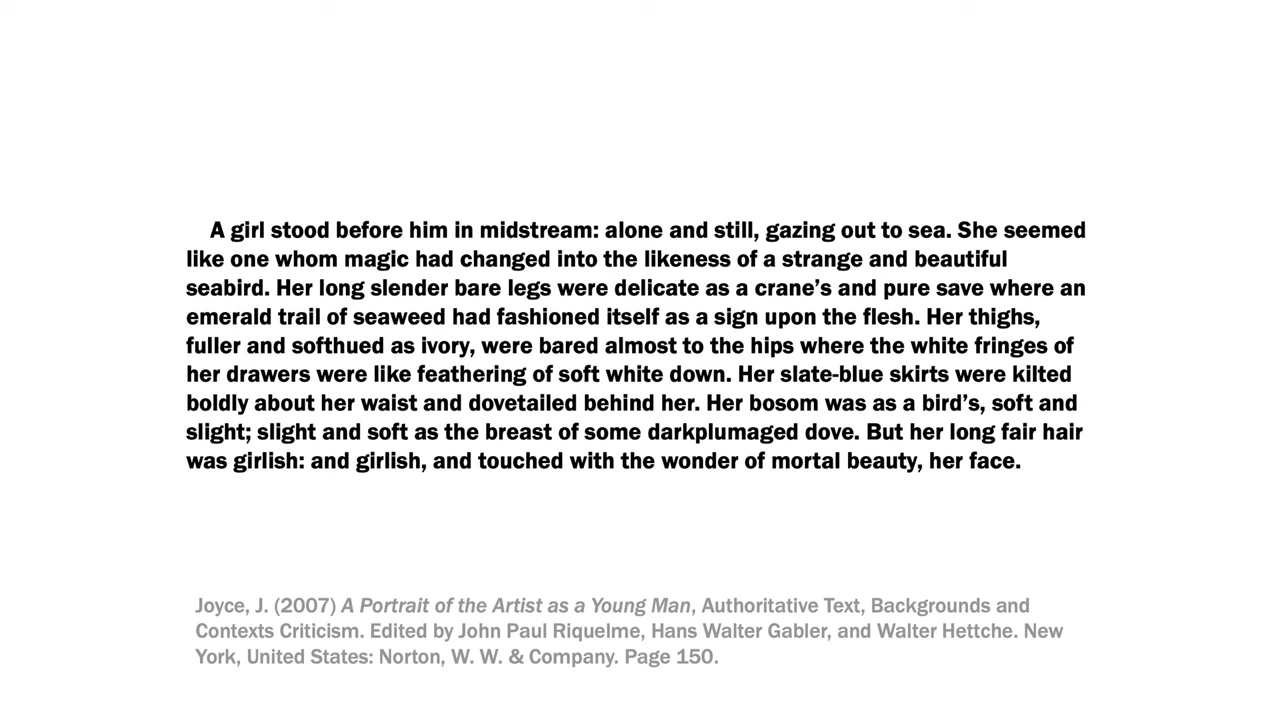 A girl stood before him in midstream: alone and still, gazing out to sea. She seemed
like one whom magic had changed into the likeness of a strange and beautiful
seabird. Her long slender bare legs were delicate as a crane’s and pure save where an
emerald trail of seaweed had fashioned itself as a sign upon the flesh. Her thighs,
fuller and softhued as ivory, were bared almost to the hips where the white fringes of
her drawers were like feathering of soft white down. Her slate-blue skirts were kilted
boldly about her waist and dovetailed behind her. Her bosom was as a bird’s, soft and
slight; slight and soft as the breast of some darkplumaged dove. But her long fair hair
was girlish: and girlish, and touched with the wonder of mortal beauty, her face.
Joyce, J. (2007) A Portrait of the Artist as a Young Man, Authoritative Text, Backgrounds and
Contexts Criticism. Edited by John Paul Riquelme, Hans Walter Gabler, and Walter Hettche. New
York, United States: Norton, W. W. & Company. Page 150.